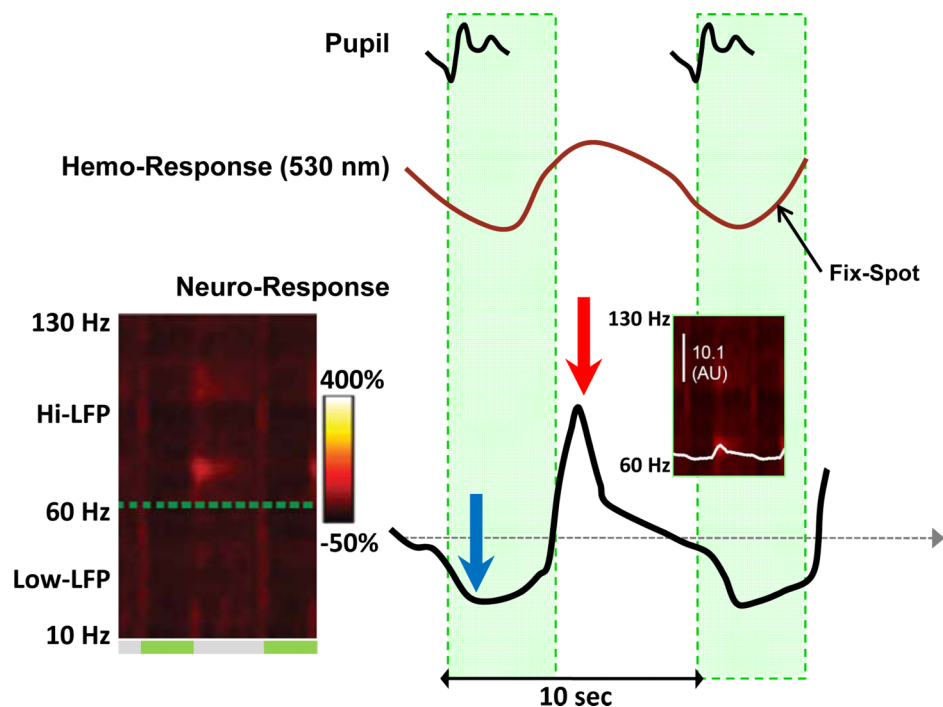 Pupil
Hemo-Response (530 nm)
Fix-Spot
Neuro-Response
130 Hz
Hi-LFP
60 Hz
Low-LFP
10 Hz
400%
-50%
130 Hz
10.1
(AU)
60 Hz
10 sec